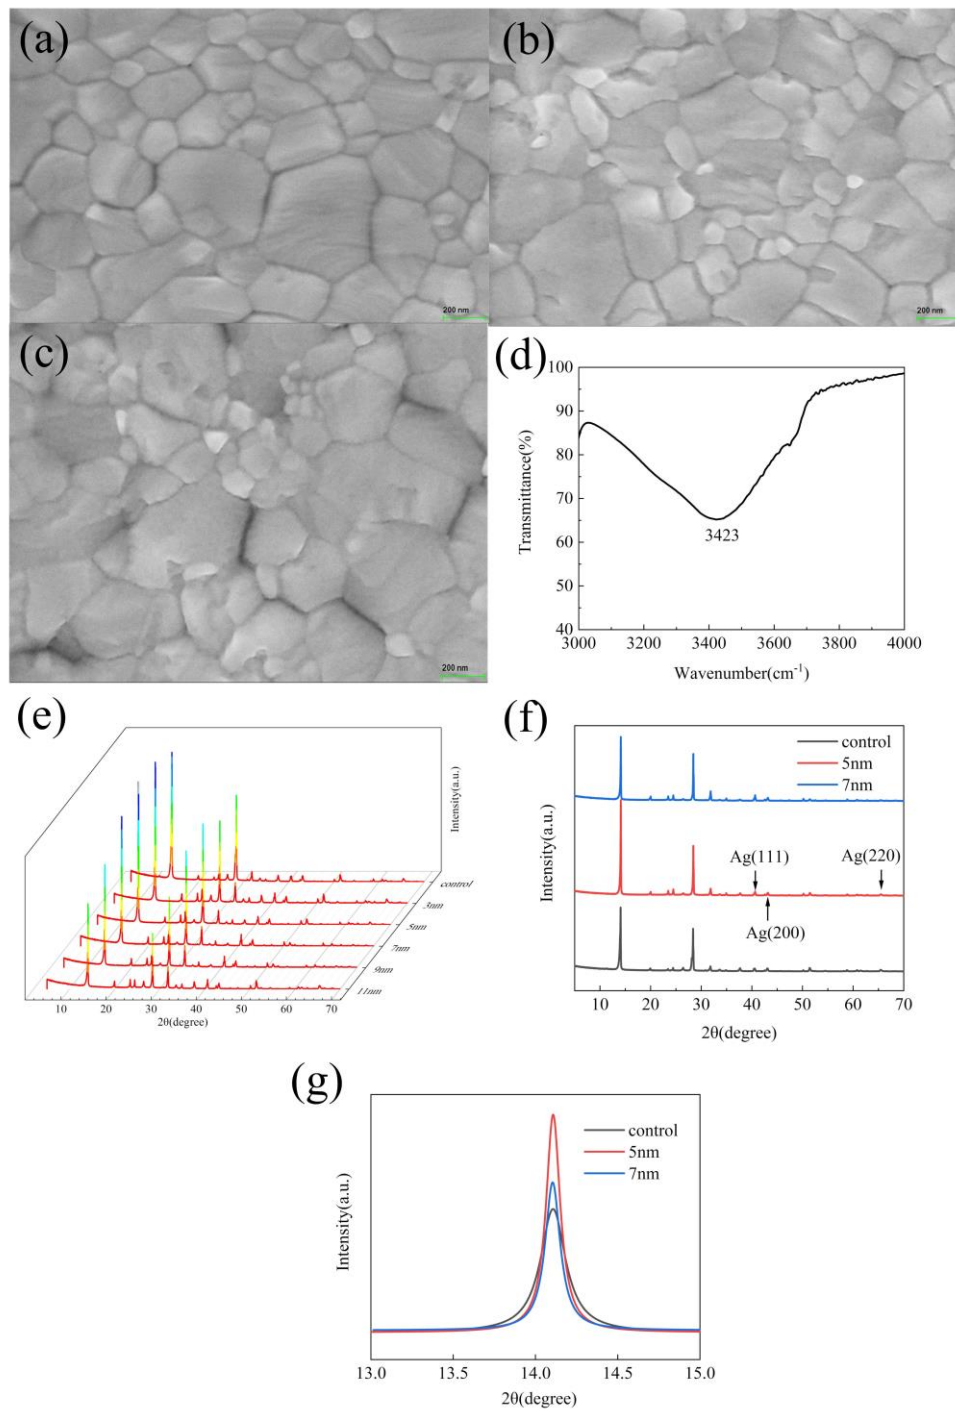 (a)
(b)
200 nm
200 nm
(c)
200 nm
(d)
100
90
80
70
60
50
40
3423
3000
3200
3400
3600
3800
4000
Transmittance(%)
Wavenumber(cm⁻¹)
(e)
Intensity(a.u.)
control
3nm
5nm
7nm
9nm
11nm
10
20
30
40
50
60
70
2θ(degree)
(f)
control
5nm
7nm
Ag(111)
Ag(220)
Ag(200)
Intensity(a.u.)
10
20
30
40
50
60
70
2θ(degree)
(g)
control
5nm
7nm
Intensity(a.u.)
13.0
13.5
14.0
14.5
15.0
2θ(degree)